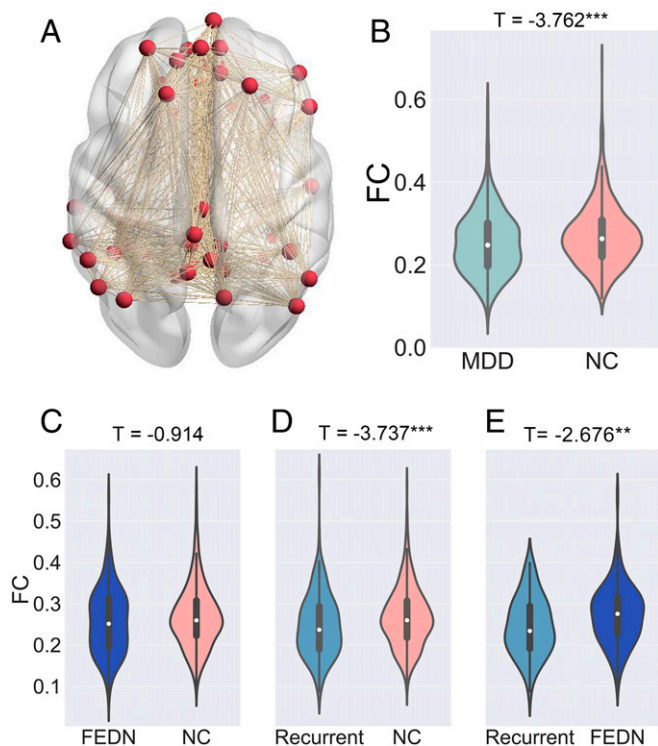 A
B
T = -3.762***
FC
0.6
0.4
0.2
0.0
MDD NC
C
T = -0.914
D
T = -3.737***
E
T= -2.676**
FC
0.6
0.5
0.4
0.3
0.2
0.1
FEDN NC
Recurrent NC
Recurrent FEDN